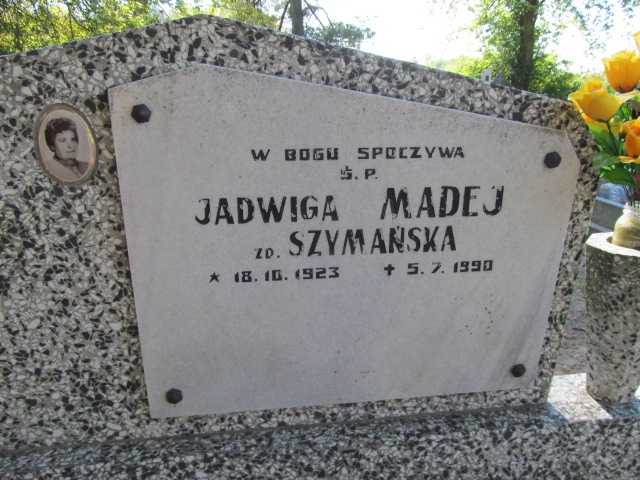 W BOGU SPOCZYWA
Ś. P.
JADWIGA MADEJ
ZD. SZYMAŃSKA
★ 18. 10. 1923 ✝ 5. 7. 1990